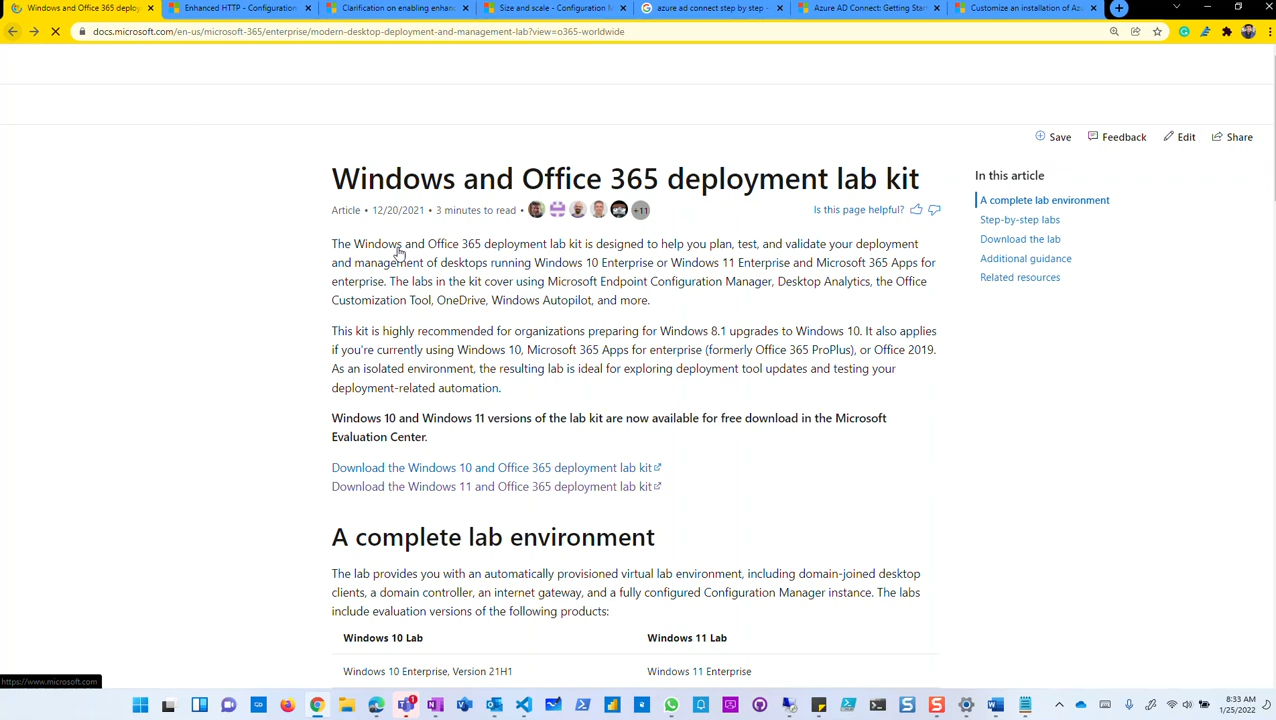 Windows and Office 365 deploy
Enhanced HTTP - Configuration
Clarification on enabling enhanc
Size and scale - Configuration M
azure ad connect step by step -
Azure AD Connect: Getting Start
Customize an installation of Az
docs.microsoft.com/en-us/microsoft-365/enterprise/modern-desktop-deployment-and-management-lab?view=o365-worldwide
Save
Feedback
Edit
Share
Windows and Office 365 deployment lab kit
Article • 12/20/2021 • 3 minutes to read •
+11
Is this page helpful?
The Windows and Office 365 deployment lab kit is designed to help you plan, test, and validate your deployment
and management of desktops running Windows 10 Enterprise or Windows 11 Enterprise and Microsoft 365 Apps for
enterprise. The labs in the kit cover using Microsoft Endpoint Configuration Manager, Desktop Analytics, the Office
Customization Tool, OneDrive, Windows Autopilot, and more.
This kit is highly recommended for organizations preparing for Windows 8.1 upgrades to Windows 10. It also applies
if you're currently using Windows 10, Microsoft 365 Apps for enterprise (formerly Office 365 ProPlus), or Office 2019.
As an isolated environment, the resulting lab is ideal for exploring deployment tool updates and testing your
deployment-related automation.
Windows 10 and Windows 11 versions of the lab kit are now available for free download in the Microsoft
Evaluation Center.
Download the Windows 10 and Office 365 deployment lab kit
Download the Windows 11 and Office 365 deployment lab kit
A complete lab environment
The lab provides you with an automatically provisioned virtual lab environment, including domain-joined desktop
clients, a domain controller, an internet gateway, and a fully configured Configuration Manager instance. The labs
include evaluation versions of the following products:
Windows 10 Lab
Windows 11 Lab
Windows 10 Enterprise, Version 21H1
Windows 11 Enterprise
In this article
A complete lab environment
Step-by-step labs
Download the lab
Additional guidance
Related resources
https://www.microsoft.com
1
8:33 AM
1/25/2022